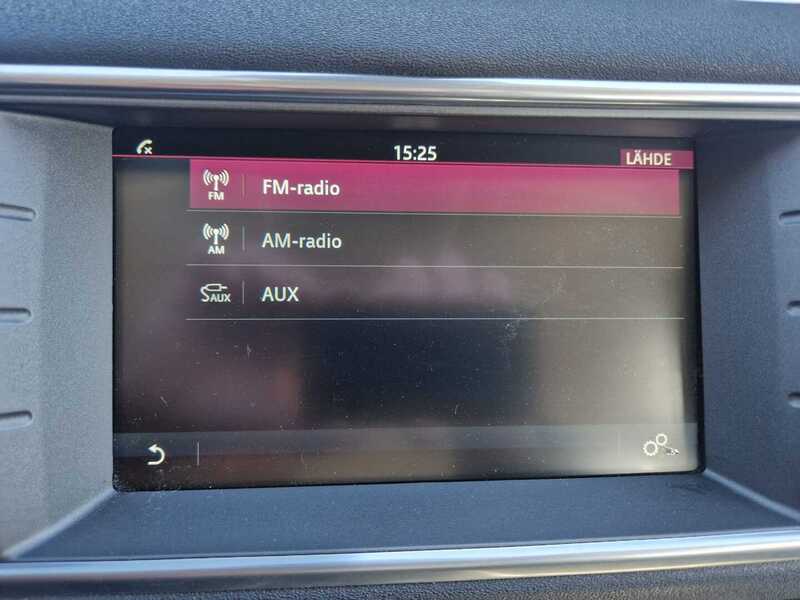 15:25
LÄHDE
FM
FM-radio
AM
AM-radio
AUX
AUX